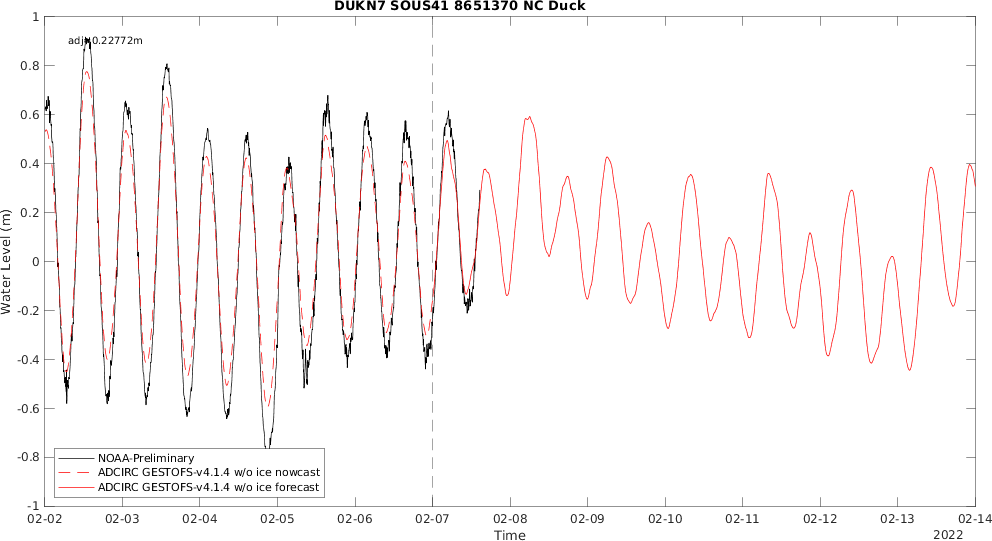 DUKN7 SOUS41 8651370 NC Duck
1
0.8
0.6
0.4
0.2
0
-0.2
-0.4
-0.6
-0.8
-1
Water Level (m)
NOAA-Preliminary
ADCIRC GESTOFS-v4.1.4 w/o ice nowcast
ADCIRC GESTOFS-v4.1.4 w/o ice forecast
02-02 02-03 02-04 02-05 02-06 02-07 02-08 02-09 02-10 02-11 02-12 02-13 02-14
Time
2022